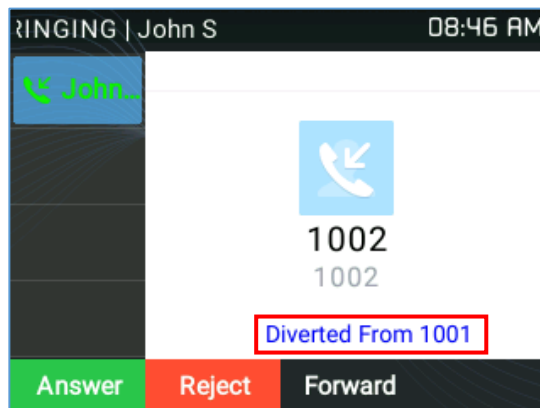 RINGING | John S
08:46 AM
John...
1002
1002
Diverted From 1001
Answer
Reject
Forward